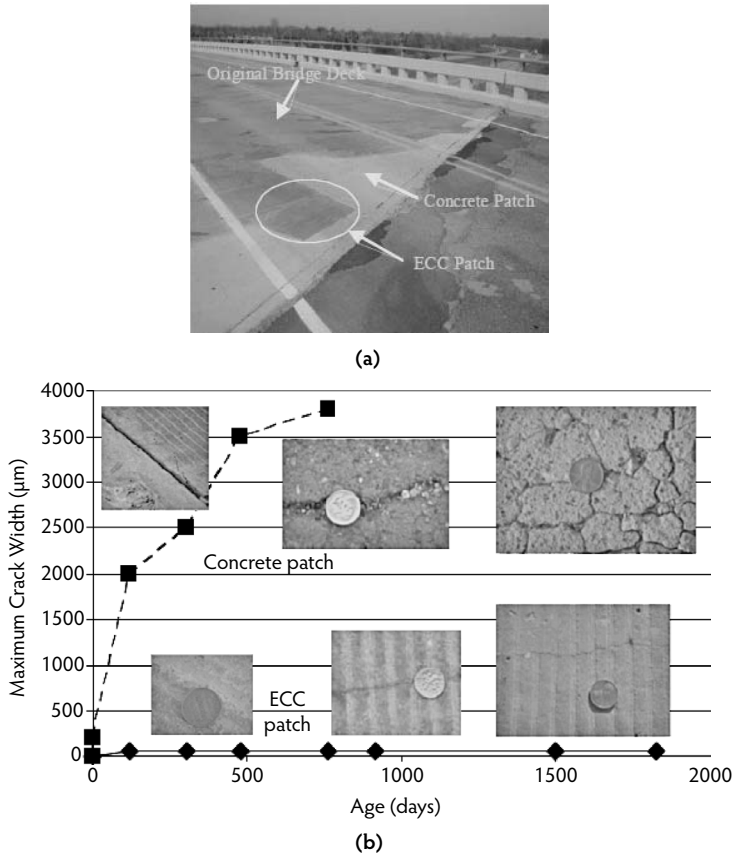 Original Bridge Deck
Concrete Patch
ECC Patch
(a)
4000
3500
3000
2500
2000
1500
1000
500
0
Maximum Crack Width (µm)
Concrete patch
ECC
patch
0
500
1000
1500
2000
Age (days)
(b)